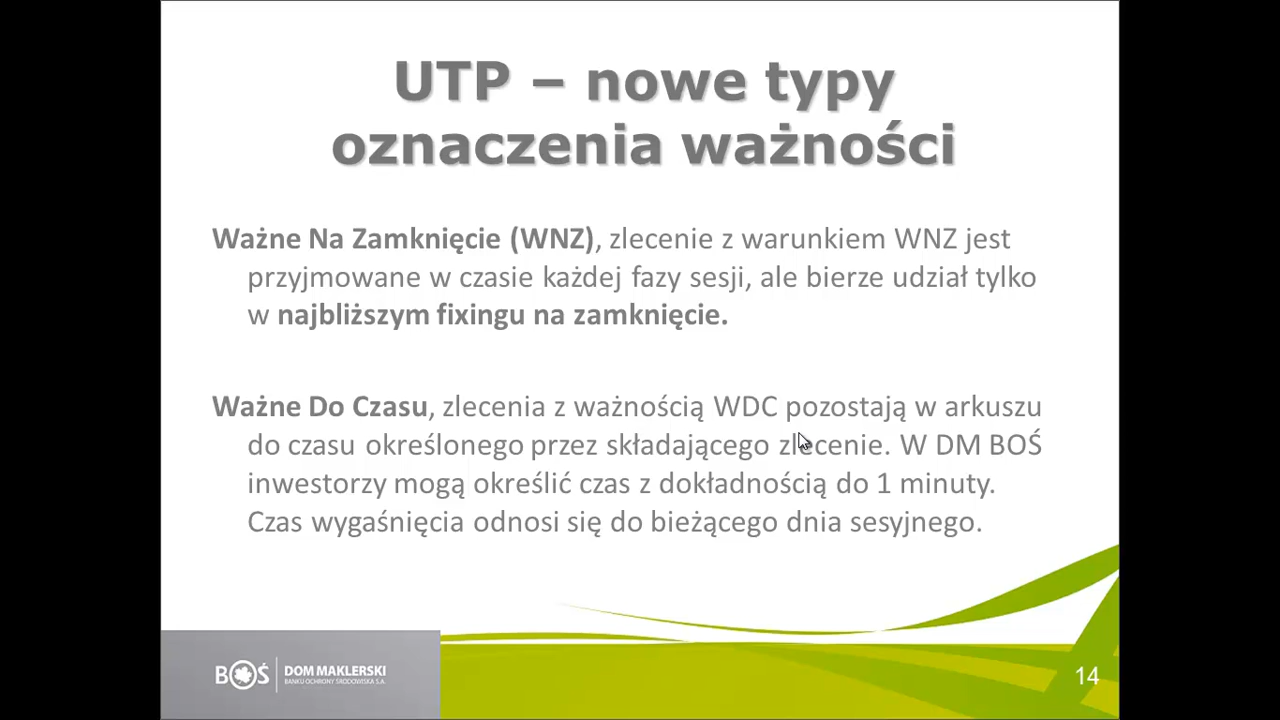 UTP – nowe typy
oznaczenia ważności
Ważne Na Zamknięcie (WNZ), zlecenie z warunkiem WNZ jest
przyjmowane w czasie każdej fazy sesji, ale bierze udział tylko
w najbliższym fixingu na zamknięcie.
Ważne Do Czasu, zlecenia z ważnością WDC pozostają w arkuszu
do czasu określonego przez składającego zlecenie. W DM BOŚ
inwestorzy mogą określić czas z dokładnością do 1 minuty.
Czas wygaśnięcia odnosi się do bieżącego dnia sesyjnego.
BOŚ
DOM MAKLERSKI
BANKU OCHRONY ŚRODOWISKA S.A.
14